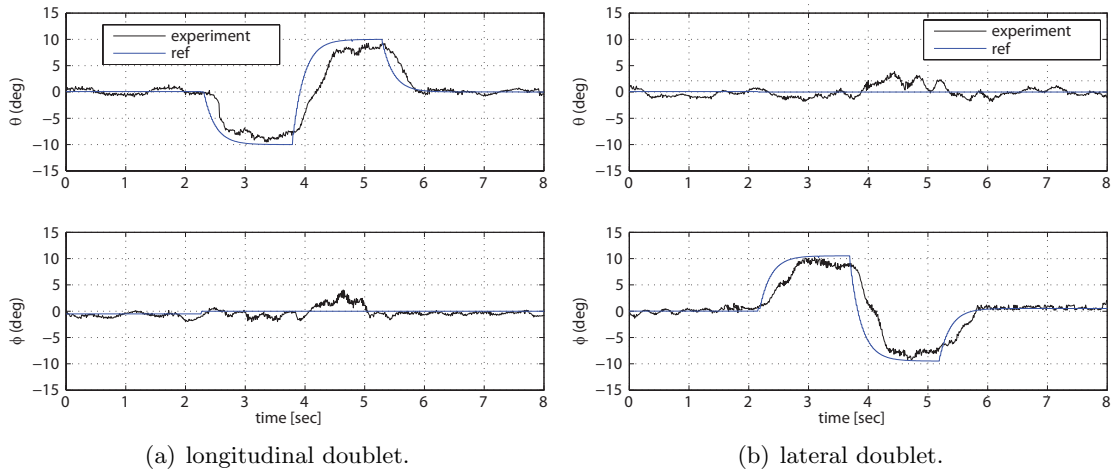 15
10
5
0
−5
−10
−15
θ (deg)
experiment
ref
0 1 2 3 4 5 6 7 8
15
10
5
0
−5
−10
−15
ϕ (deg)
0 1 2 3 4 5 6 7 8
time [sec]
(a) longitudinal doublet.
15
10
5
0
−5
−10
−15
θ (deg)
experiment
ref
0 1 2 3 4 5 6 7 8
15
10
5
0
−5
−10
−15
ϕ (deg)
0 1 2 3 4 5 6 7 8
time [sec]
(b) lateral doublet.